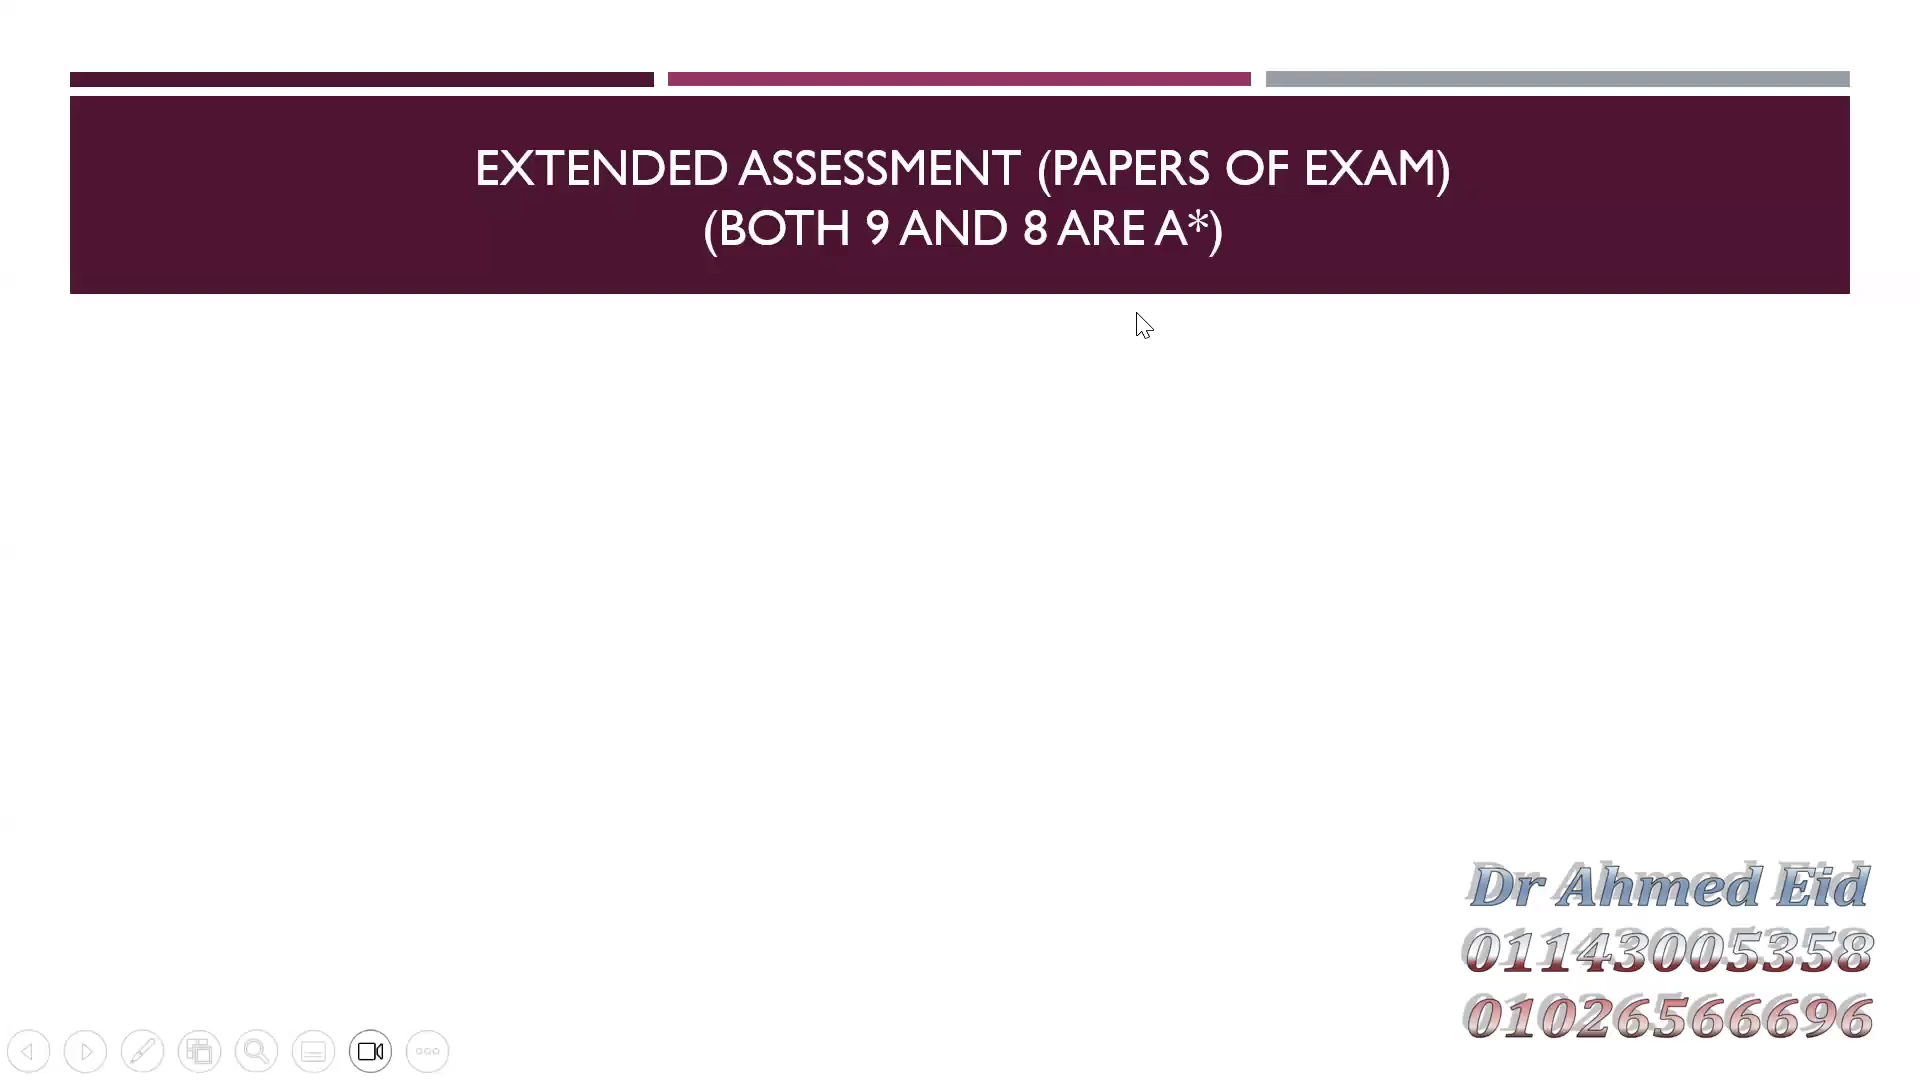 EXTENDED ASSESSMENT (PAPERS OF EXAM)
(BOTH 9 AND 8 ARE A*)
Dr Ahmed Eid
01143005358
01026566696